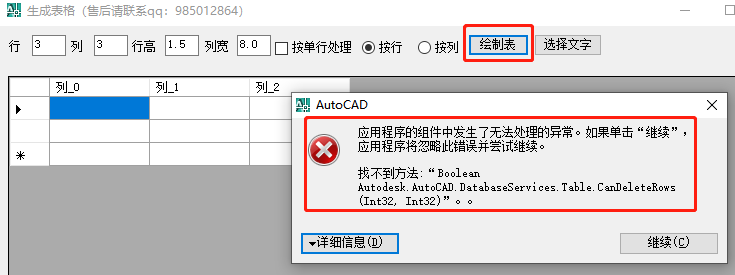 生成表格（售后请联系qq：985012864）
行 3 列 3 行高 1.5 列宽 8.0 按单行处理 按行 按列 绘制表 选择文字
列_0 列_1 列_2
AutoCAD
应用程序的组件中发生了无法处理的异常。如果单击“继续”，
应用程序将忽略此错误并尝试继续。
找不到方法:“Boolean
Autodesk.AutoCAD.DatabaseServices.Table.CanDeleteRows
(Int32, Int32)”。。
详细信息(D) 继续(C)